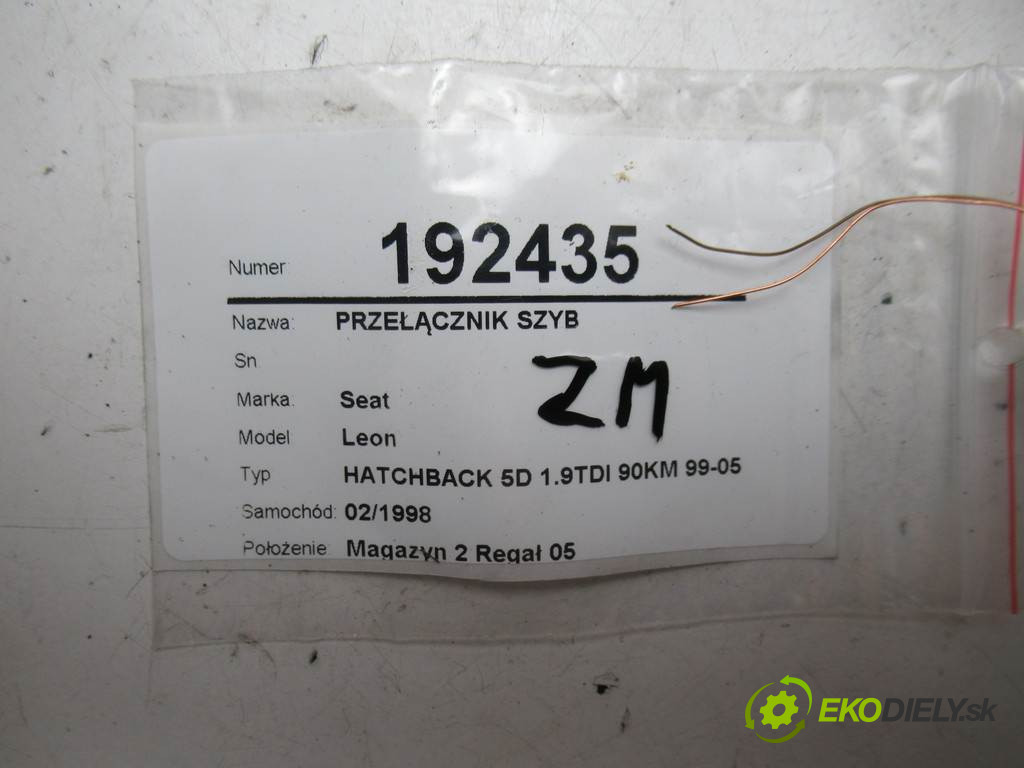 Numer 192435
Nazwa: PRZEŁĄCZNIK SZYB
Sn
ZM
Marka: Seat
Model Leon
Typ HATCHBACK 5D 1.9TDI 90KM 99-05
Samochód: 02/1998
Położenie Magazyn 2 Regał 05
EKODIELY.sk